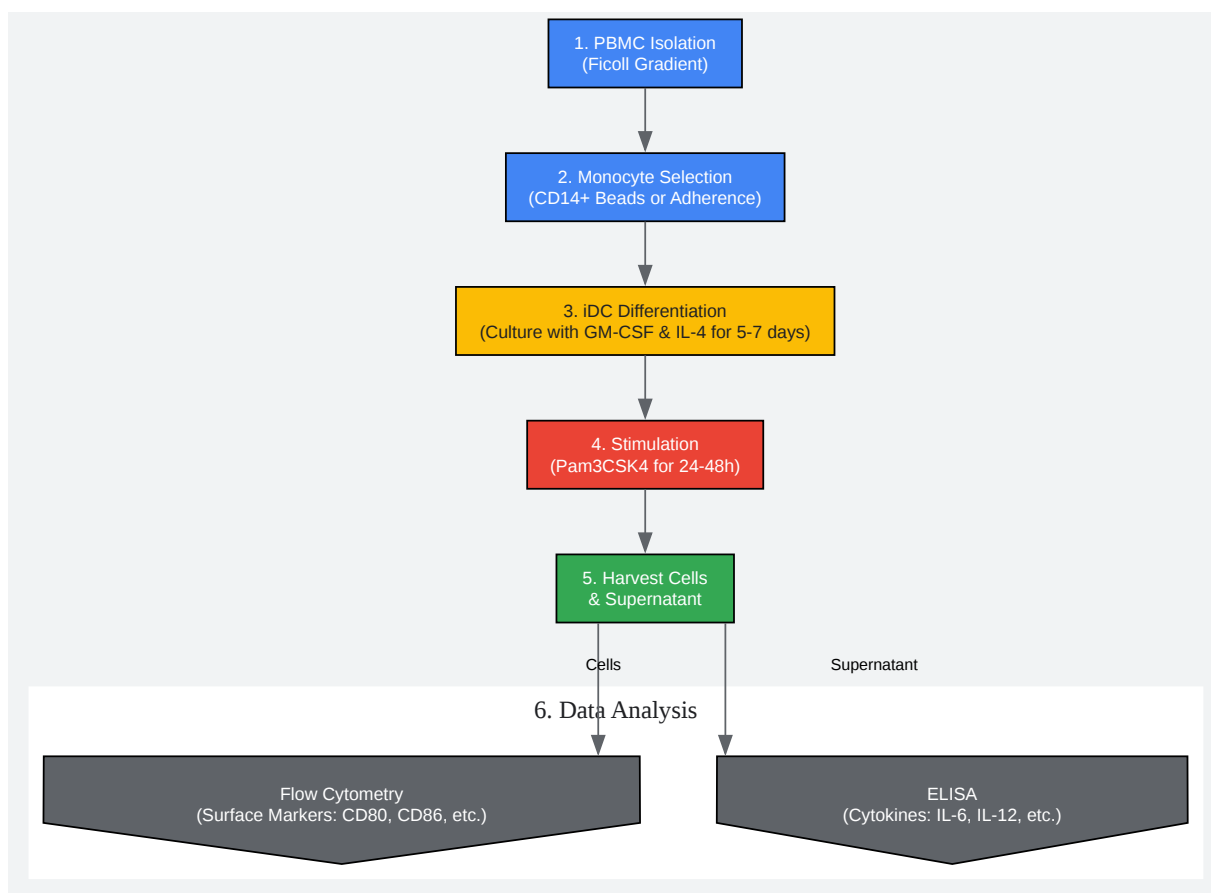 1. PBMC Isolation
(Ficoll Gradient)
2. Monocyte Selection
(CD14+ Beads or Adherence)
3. iDC Differentiation
(Culture with GM-CSF & IL-4 for 5-7 days)
4. Stimulation
(Pam3CSK4 for 24-48h)
5. Harvest Cells
& Supernatant
Cells
Supernatant
6. Data Analysis
Flow Cytometry
(Surface Markers: CD80, CD86, etc.)
ELISA
(Cytokines: IL-6, IL-12, etc.)